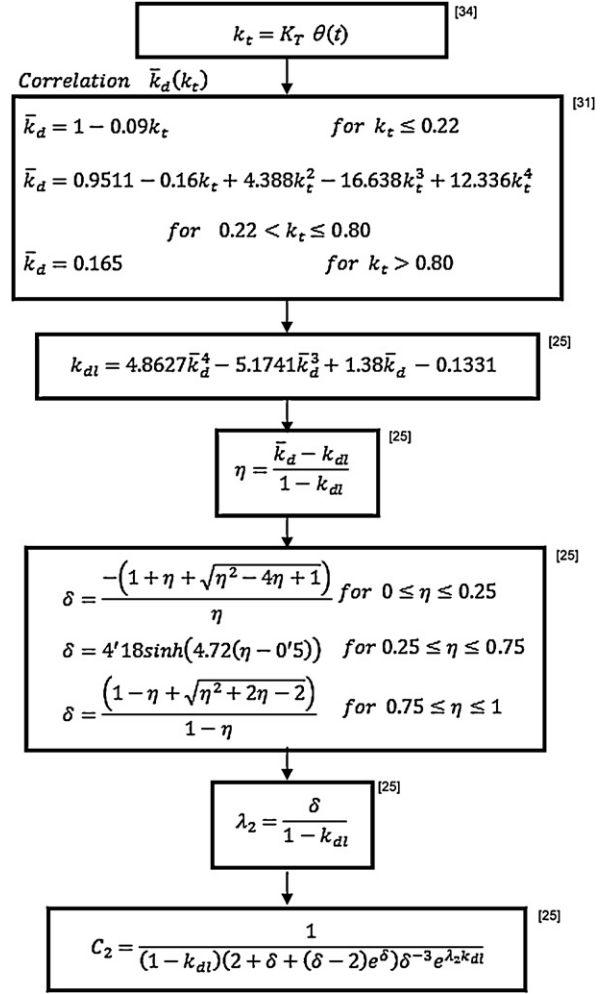 [34]
k_t = K_T θ(t)
Correlation k̄_d(k_t)
[31]
k̄_d = 1 − 0.09k_t for k_t ≤ 0.22
k̄_d = 0.9511 − 0.16k_t + 4.388k_t^2 − 16.638k_t^3 + 12.336k_t^4
for 0.22 < k_t ≤ 0.80
k̄_d = 0.165 for k_t > 0.80
[25]
k_dl = 4.8627k̄_d^4 − 5.1741k̄_d^3 + 1.38k̄_d − 0.1331
[25]
η = (k̄_d − k_dl) / (1 − k_dl)
[25]
δ = −(1 + η + √(η^2 − 4η + 1)) / η for 0 ≤ η ≤ 0.25
δ = 4'18sinh(4.72(η − 0'5)) for 0.25 ≤ η ≤ 0.75
δ = (1 − η + √(η^2 + 2η − 2)) / (1 − η) for 0.75 ≤ η ≤ 1
[25]
λ_2 = δ / (1 − k_dl)
[25]
C_2 = 1 / ((1 − k_dl)(2 + δ + (δ − 2)e^δ)δ^−3 e^(λ_2 k_dl))